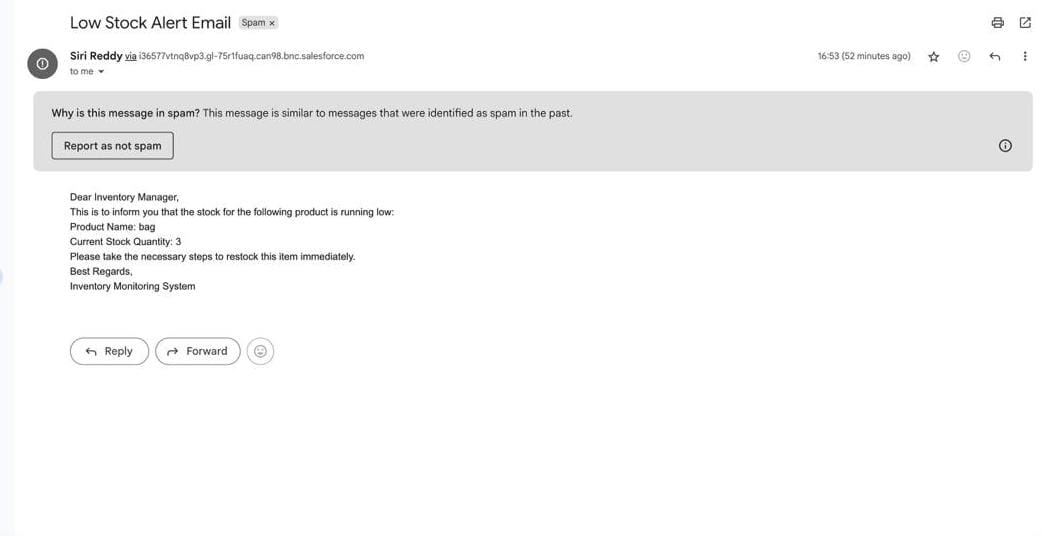 Low Stock Alert Email Spam ×
Siri Reddy via i36577vtnq8vp3.gl-75r1fuaq.can98.bnc.salesforce.com 16:53 (52 minutes ago)
to me
Why is this message in spam? This message is similar to messages that were identified as spam in the past.
Report as not spam
Dear Inventory Manager,
This is to inform you that the stock for the following product is running low:
Product Name: bag
Current Stock Quantity: 3
Please take the necessary steps to restock this item immediately.
Best Regards,
Inventory Monitoring System
Reply Forward